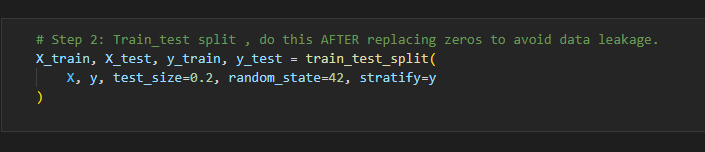 # Step 2: Train_test split , do this AFTER replacing zeros to avoid data leakage.
X_train, X_test, y_train, y_test = train_test_split(
    X, y, test_size=0.2, random_state=42, stratify=y
)